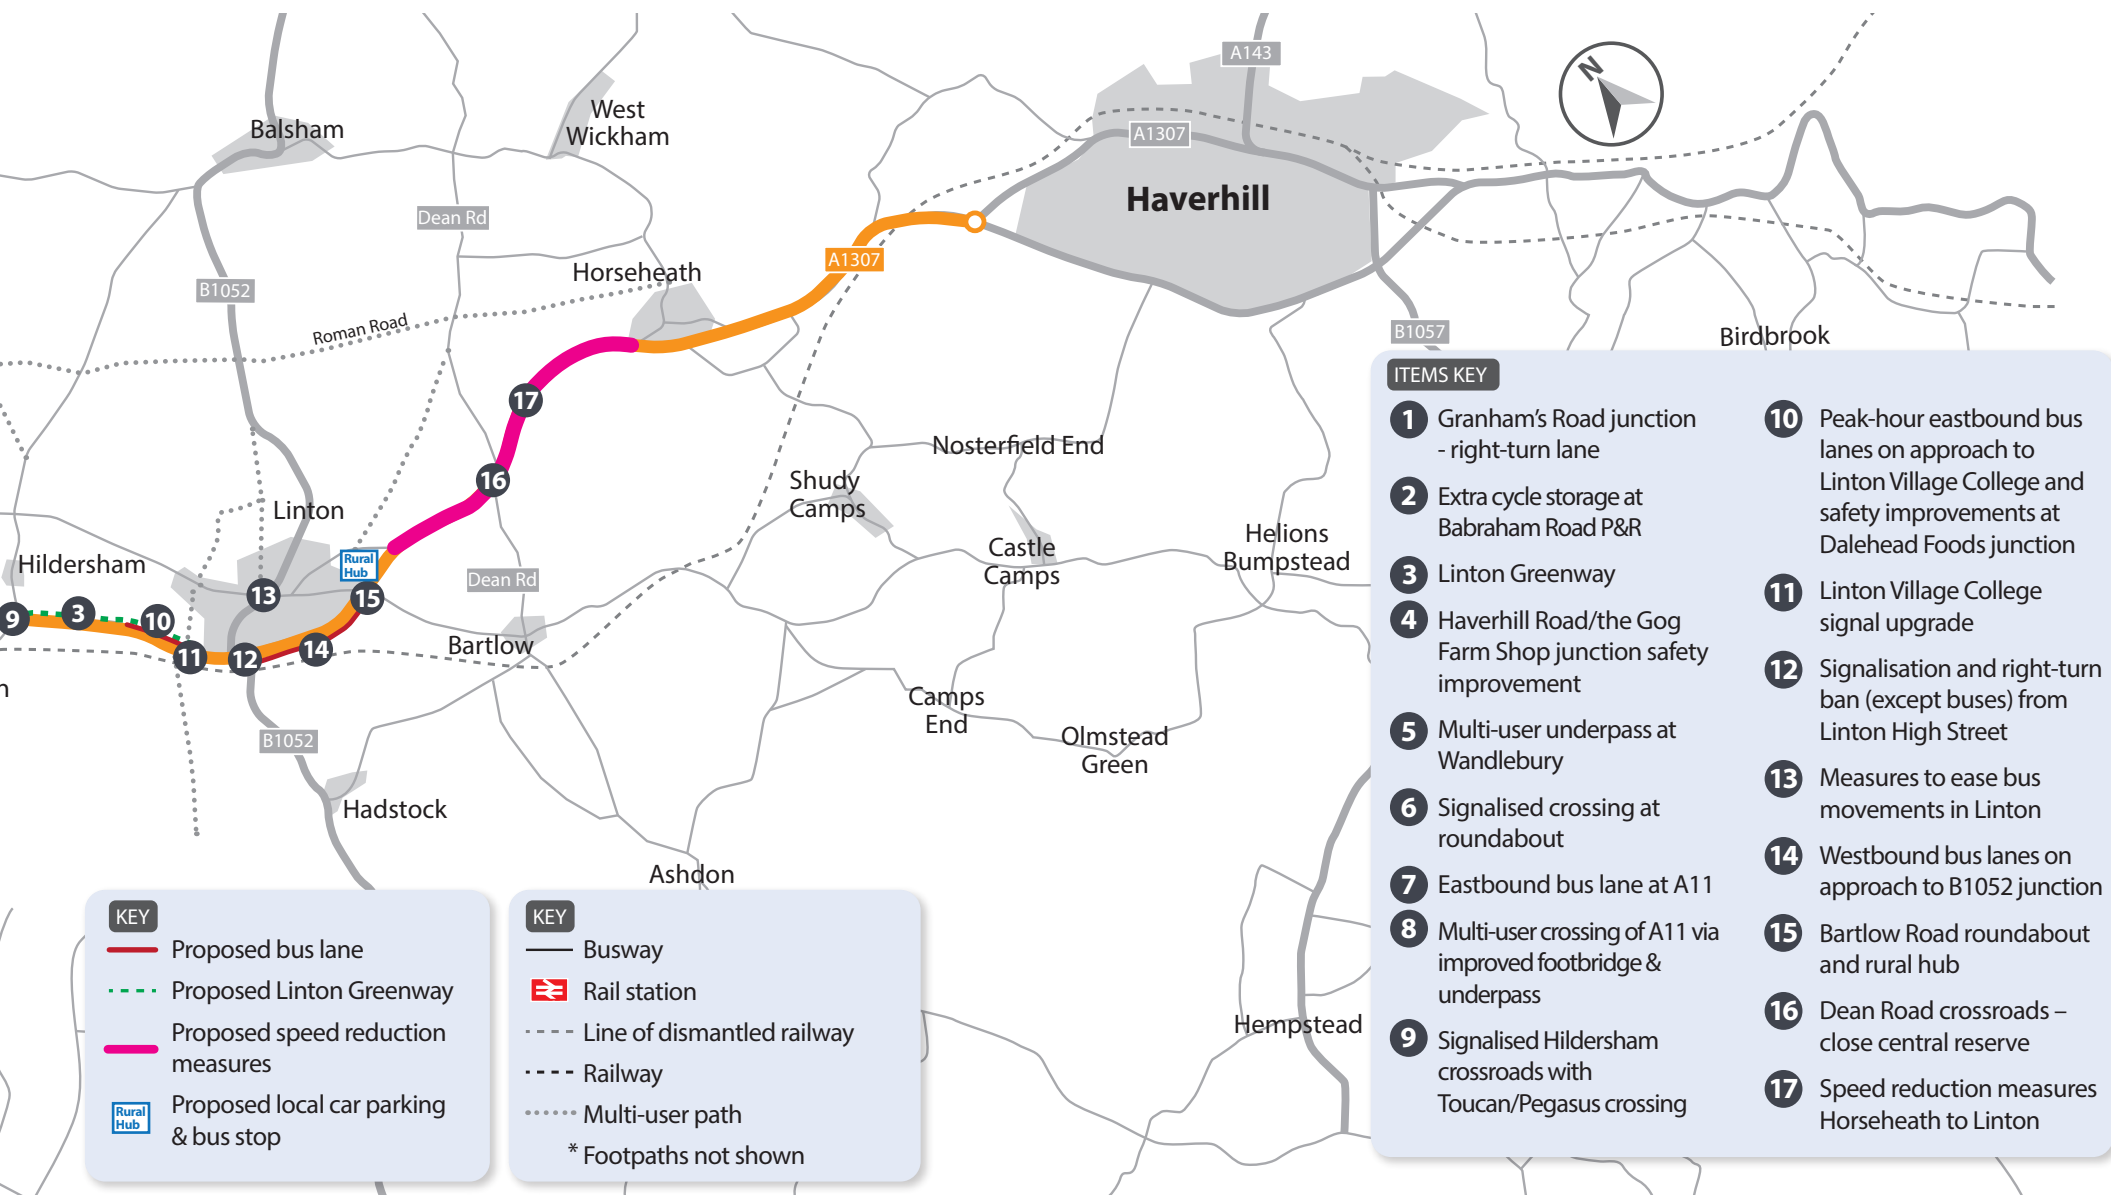 A143
N
West
Wickham
Balsham
A1307
Haverhill
Dean Rd
A1307
Horseheath
B1052
Roman Road
B1057
Birdbrook
17
Nosterfield End
16
Shudy
Camps
Linton
Helions
Bumpstead
Castle
Camps
Hildersham
Rural
Hub
Dean Rd
13
15
9
3
10
11
12
14
Bartlow
n
Camps
End
Olmstead
Green
B1052
Hadstock
Ashdon
Hempstead
KEY
Proposed bus lane
Proposed Linton Greenway
Proposed speed reduction
measures
Rural
Hub
Proposed local car parking
& bus stop
KEY
Busway
Rail station
Line of dismantled railway
Railway
Multi-user path
* Footpaths not shown
ITEMS KEY
1 Granham's Road junction
- right-turn lane
2 Extra cycle storage at
Babraham Road P&R
3 Linton Greenway
4 Haverhill Road/the Gog
Farm Shop junction safety
improvement
5 Multi-user underpass at
Wandlebury
6 Signalised crossing at
roundabout
7 Eastbound bus lane at A11
8 Multi-user crossing of A11 via
improved footbridge &
underpass
9 Signalised Hildersham
crossroads with
Toucan/Pegasus crossing
10 Peak-hour eastbound bus
lanes on approach to
Linton Village College and
safety improvements at
Dalehead Foods junction
11 Linton Village College
signal upgrade
12 Signalisation and right-turn
ban (except buses) from
Linton High Street
13 Measures to ease bus
movements in Linton
14 Westbound bus lanes on
approach to B1052 junction
15 Bartlow Road roundabout
and rural hub
16 Dean Road crossroads –
close central reserve
17 Speed reduction measures
Horseheath to Linton